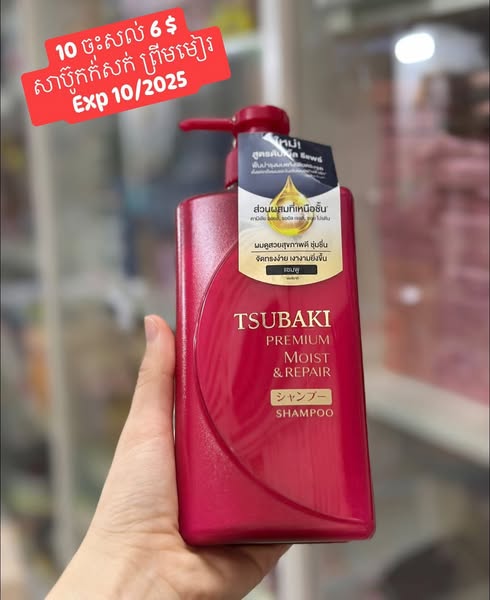 10 ចុះសល់ 6 $
សាប៊ូកក់សក់ ព្រីមមៀរ
Exp 10/2025
ใหม่!
ส่วนผสมที่เหนือชั้น
ผมดูสวยสุขภาพดี ชุ่มชื่น
จัดทรงง่าย เงางามยิ่งขึ้น
แชมพู
TSUBAKI
PREMIUM
MOIST
& REPAIR
シャンプー
SHAMPOO